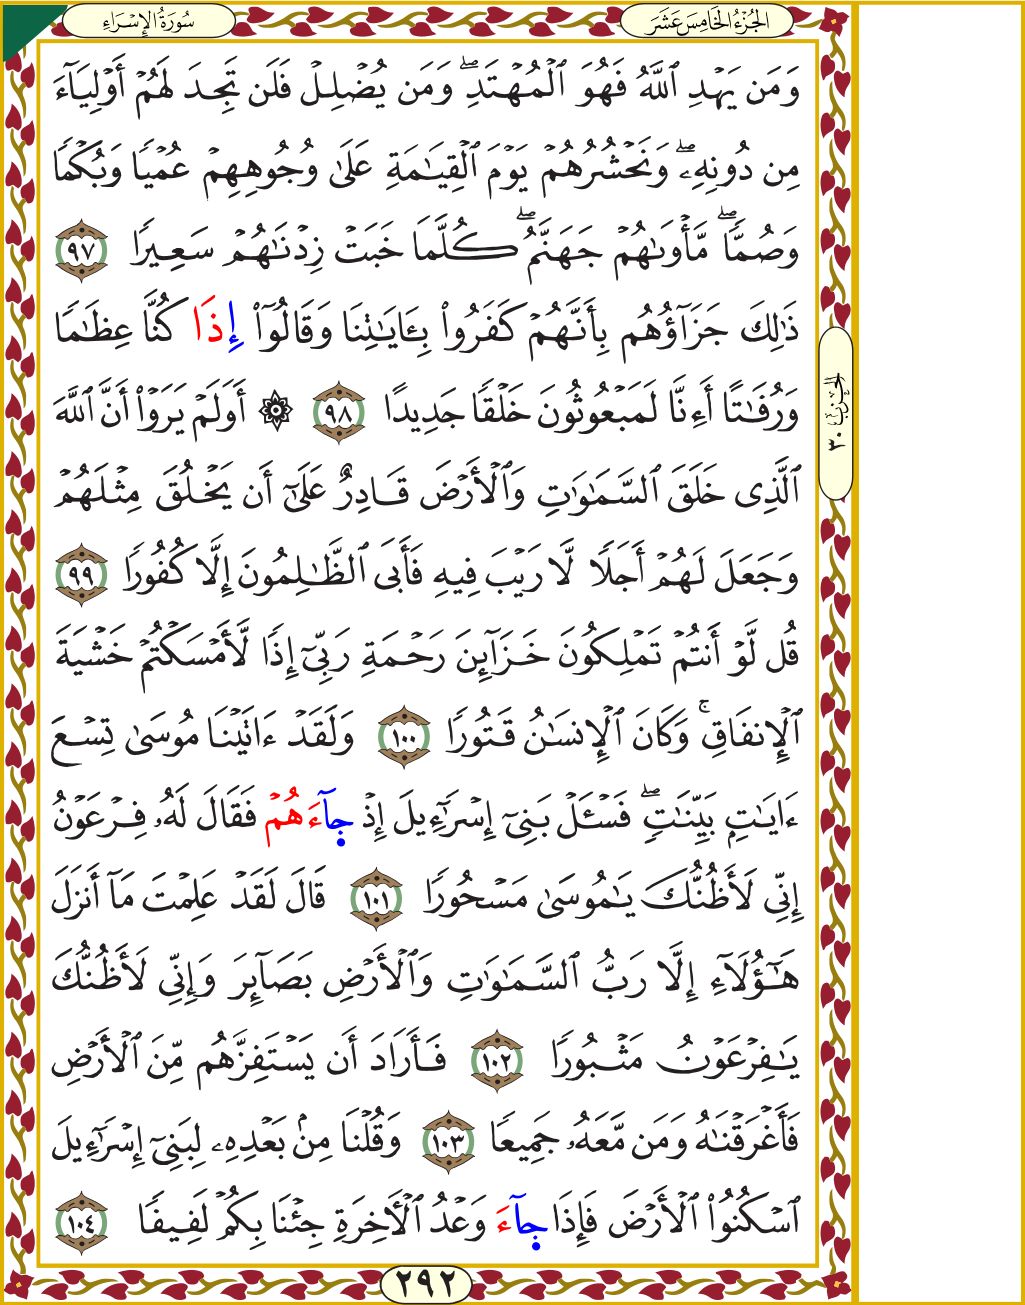 سُورَةُ الإِسْرَاءِ
الجُزْءُ الخَامِسَ عَشَرَ
وَمَن يَهْدِ ٱللَّهُ فَهُوَ ٱلْمُهْتَدِ ۖ وَمَن يُضْلِلْ فَلَن تَجِدَ لَهُمْ أَوْلِيَآءَ
مِن دُونِهِۦ ۖ وَنَحْشُرُهُمْ يَوْمَ ٱلْقِيَـٰمَةِ عَلَىٰ وُجُوهِهِمْ عُمْيًا وَبُكْمًا
وَصُمًّا ۖ مَّأْوَىٰهُمْ جَهَنَّمُ ۖ كُلَّمَا خَبَتْ زِدْنَـٰهُمْ سَعِيرًا ٩٧
ذَٰلِكَ جَزَآؤُهُم بِأَنَّهُمْ كَفَرُوا۟ بِـَٔايَـٰتِنَا وَقَالُوٓا۟ إِذَا كُنَّا عِظَـٰمًا
وَرُفَـٰتًا أَءِنَّا لَمَبْعُوثُونَ خَلْقًا جَدِيدًا ٩٨ ۞ أَوَلَمْ يَرَوْا۟ أَنَّ ٱللَّهَ
ٱلَّذِى خَلَقَ ٱلسَّمَـٰوَٰتِ وَٱلْأَرْضَ قَادِرٌ عَلَىٰٓ أَن يَخْلُقَ مِثْلَهُمْ
وَجَعَلَ لَهُمْ أَجَلًا لَّا رَيْبَ فِيهِ فَأَبَى ٱلظَّـٰلِمُونَ إِلَّا كُفُورًا ٩٩
قُل لَّوْ أَنتُمْ تَمْلِكُونَ خَزَآئِنَ رَحْمَةِ رَبِّىٓ إِذًا لَّأَمْسَكْتُمْ خَشْيَةَ
ٱلْإِنفَاقِ ۚ وَكَانَ ٱلْإِنسَـٰنُ قَتُورًا ١٠٠ وَلَقَدْ ءَاتَيْنَا مُوسَىٰ تِسْعَ
ءَايَـٰتٍۭ بَيِّنَـٰتٍ ۖ فَسْـَٔلْ بَنِىٓ إِسْرَٰٓءِيلَ إِذْ جَآءَهُمْ فَقَالَ لَهُۥ فِرْعَوْنُ
إِنِّى لَأَظُنُّكَ يَـٰمُوسَىٰ مَسْحُورًا ١٠١ قَالَ لَقَدْ عَلِمْتَ مَآ أَنزَلَ
هَـٰٓؤُلَآءِ إِلَّا رَبُّ ٱلسَّمَـٰوَٰتِ وَٱلْأَرْضِ بَصَآئِرَ وَإِنِّى لَأَظُنُّكَ
يَـٰفِرْعَوْنُ مَثْبُورًا ١٠٢ فَأَرَادَ أَن يَسْتَفِزَّهُم مِّنَ ٱلْأَرْضِ
فَأَغْرَقْنَـٰهُ وَمَن مَّعَهُۥ جَمِيعًا ١٠٣ وَقُلْنَا مِنۢ بَعْدِهِۦ لِبَنِىٓ إِسْرَٰٓءِيلَ
ٱسْكُنُوا۟ ٱلْأَرْضَ فَإِذَا جَآءَ وَعْدُ ٱلْـَٔاخِرَةِ جِئْنَا بِكُمْ لَفِيفًا ١٠٤
الحزب ٣٠
٢٩٢